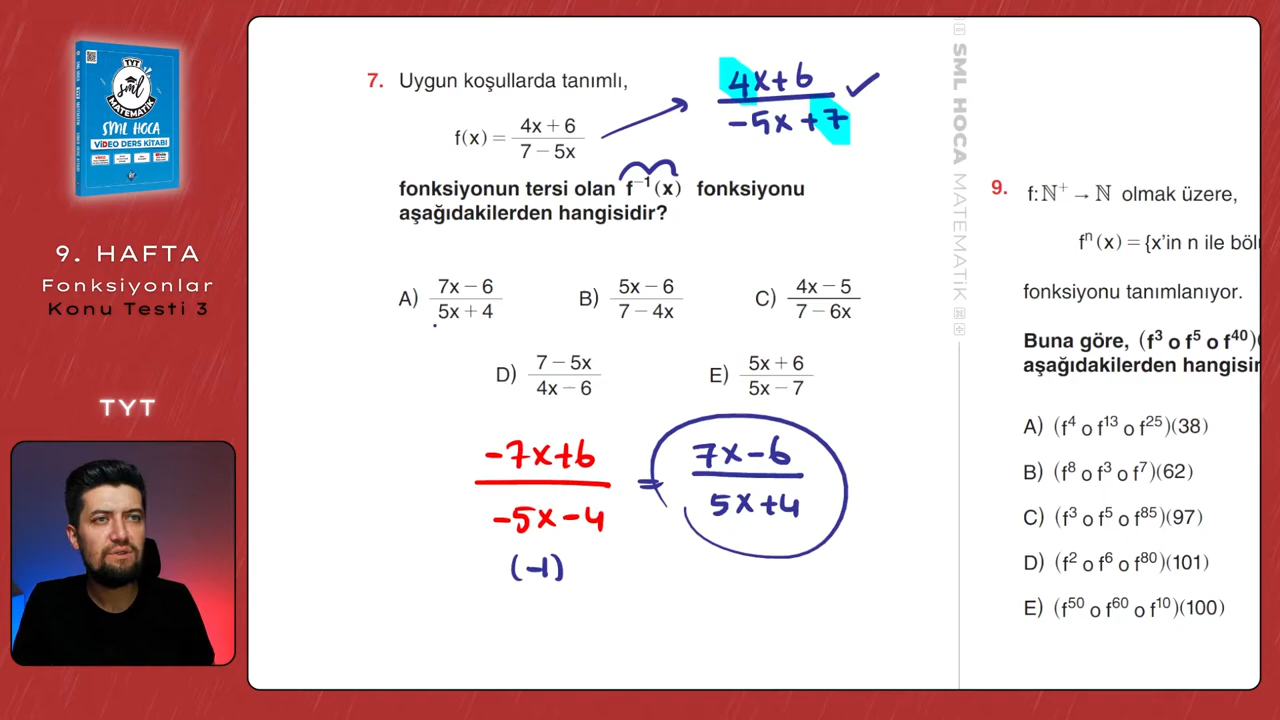 TYT
sml
MATEMATİK
SML HOCA
VİDEO DERS KİTABI
9. HAFTA
Fonksiyonlar
Konu Testi 3
TYT
7. Uygun koşullarda tanımlı,
f(x) = (4x + 6)/(7 − 5x)
(4x+6)/(-5x+7) ✓
fonksiyonun tersi olan f⁻¹(x) fonksiyonu
aşağıdakilerden hangisidir?
A) (7x − 6)/(5x + 4) B) (5x − 6)/(7 − 4x) C) (4x − 5)/(7 − 6x)
D) (7 − 5x)/(4x − 6) E) (5x + 6)/(5x − 7)
(-7x+6)/(-5x-4) = (7x-6)/(5x+4)
(-1)
SML HOCA MATEMATİK
9. f: ℕ⁺ → ℕ olmak üzere,
fⁿ(x) = {x'in n ile böl
fonksiyonu tanımlanıyor.
Buna göre, (f³ o f⁵ o f⁴⁰)(
aşağıdakilerden hangisi
A) (f⁴ o f¹³ o f²⁵)(38)
B) (f⁸ o f³ o f⁷)(62)
C) (f³ o f⁵ o f⁸⁵)(97)
D) (f² o f⁶ o f⁸⁰)(101)
E) (f⁵⁰ o f⁶⁰ o f¹⁰)(100)